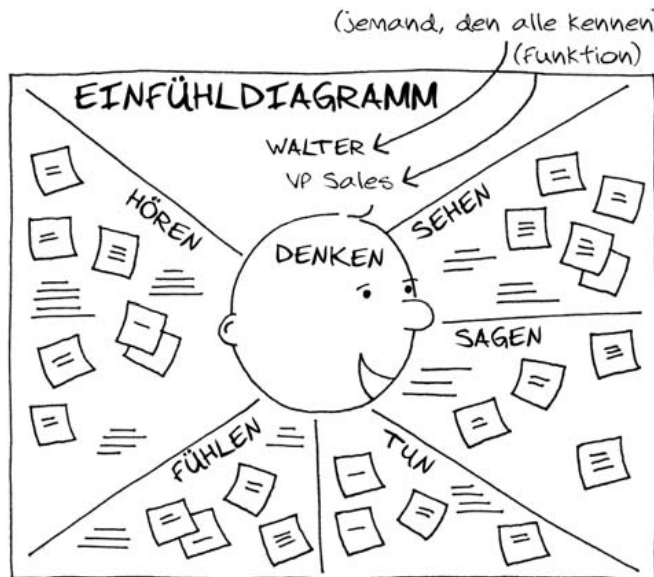 (jemand, den alle kennen)
(Funktion)
EINFÜHLDIAGRAMM
WALTER
VP Sales
HÖREN
DENKEN
SEHEN
SAGEN
FÜHLEN
TUN